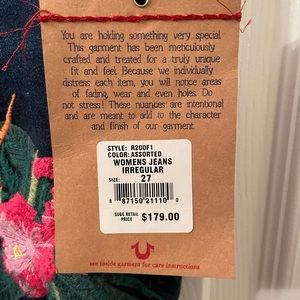 You are holding something very special.
This garment has been meticulously
crafted and treated for a truly unique
fit and feel. Because we individually
distress each item, you will notice areas
of fading, wear and even holes. Do
not stress! These nuances are intentional
and are meant to add to the character
and finish of our garment.
STYLE: R200F1
COLOR: ASSORTED
WOMENS JEANS
IRREGULAR
SIZE: 27
8 87150 21110 0
SUGG RETAIL
PRICE $179.00
see inside garment for care instructions